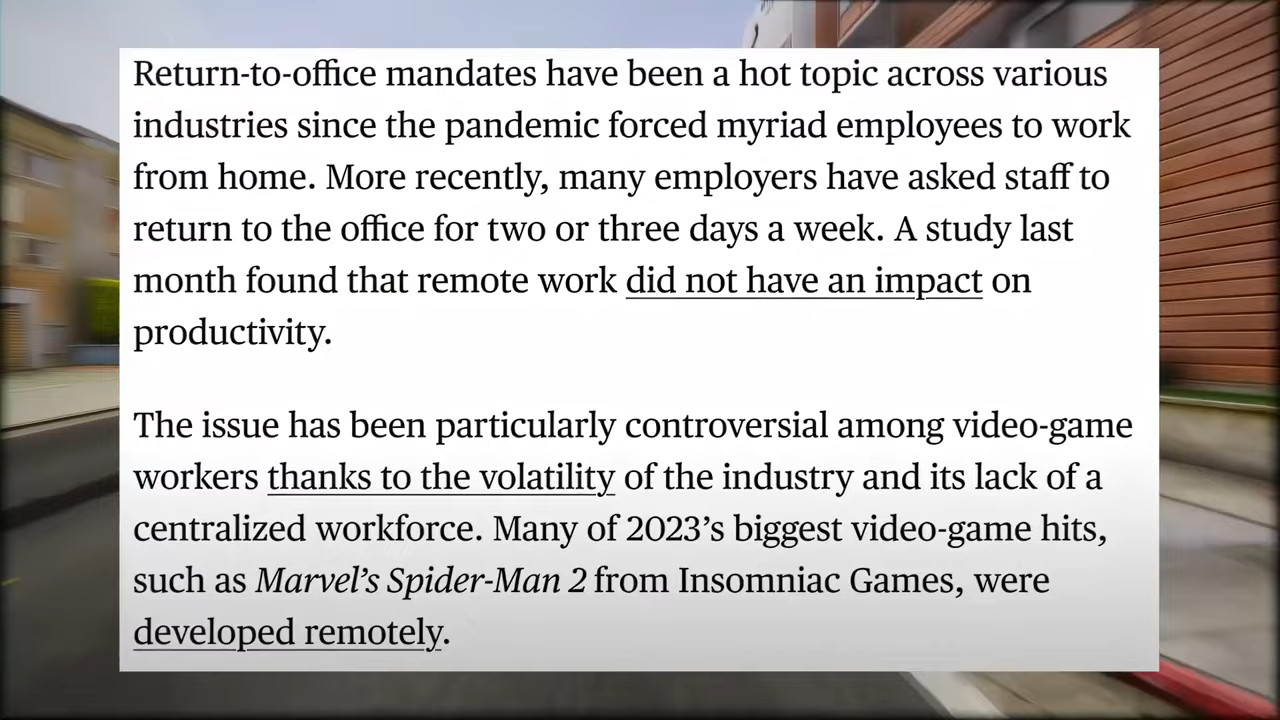 Return-to-office mandates have been a hot topic across various
industries since the pandemic forced myriad employees to work
from home. More recently, many employers have asked staff to
return to the office for two or three days a week. A study last
month found that remote work did not have an impact on
productivity.
The issue has been particularly controversial among video-game
workers thanks to the volatility of the industry and its lack of a
centralized workforce. Many of 2023’s biggest video-game hits,
such as Marvel’s Spider-Man 2 from Insomniac Games, were
developed remotely.